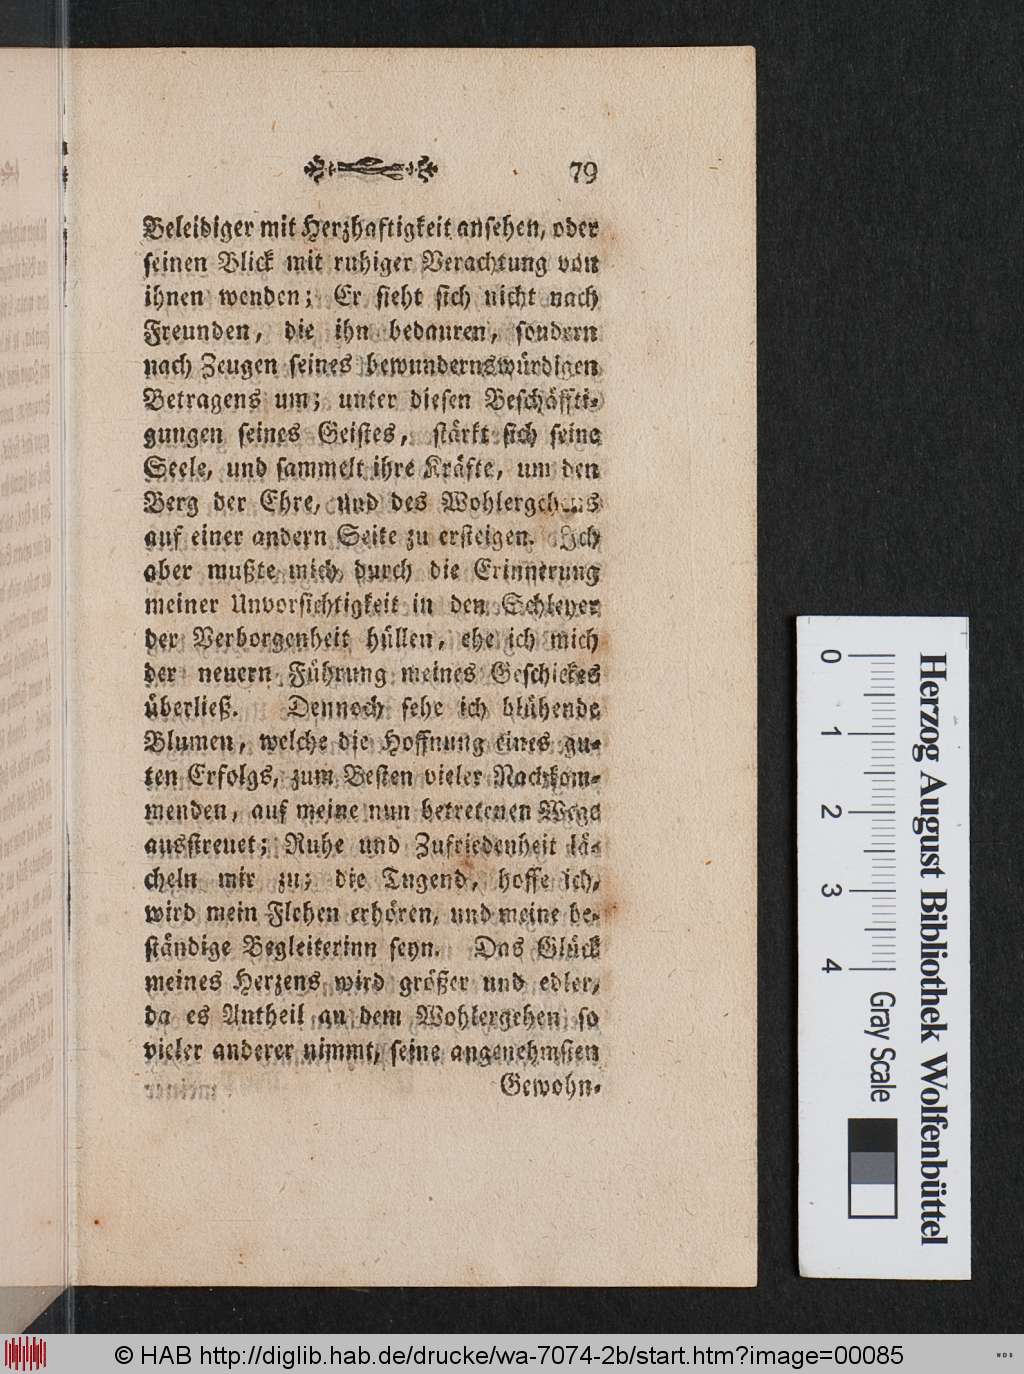 79
Beleidiger mit Herzhaftigkeit ansehen, oder
seinen Blick mit ruhiger Verachtung von
ihnen wenden; Er sieht sich nicht nach
Freunden, die ihn bedauren, sondern
nach Zeugen seines bewundernswürdigen
Betragens um; unter diesen Beschäffti-
gungen seines Geistes, stärkt sich seine
Seele, und sammelt ihre Kräfte, um den
Berg der Ehre, und des Wohlergehens
auf einer andern Seite zu ersteigen. Ich
aber mußte mich durch die Erinnerung
meiner Unvorsichtigkeit in den Schleyer
der Verborgenheit hüllen, ehe ich mich
der neuern Führung meines Geschickes
überließ. Dennoch sehe ich blühende
Blumen, welche die Hoffnung eines gu-
ten Erfolgs, zum Besten vieler Nachkom-
menden, auf meine nun betretenen Wege
ausstreuet; Ruhe und Zufriedenheit lä-
cheln mir zu; die Tugend, hoffe ich,
wird mein Flehen erhören, und meine be-
ständige Begleiterinn seyn. Das Glück
meines Herzens wird größer und edler,
da es Antheil an dem Wohlergehen so
vieler anderer nimmt, seine angenehmsten
Gewohn-
Herzog August Bibliothek Wolfenbüttel
0 1 2 3 4 Gray Scale
© HAB http://diglib.hab.de/drucke/wa-7074-2b/start.htm?image=00085